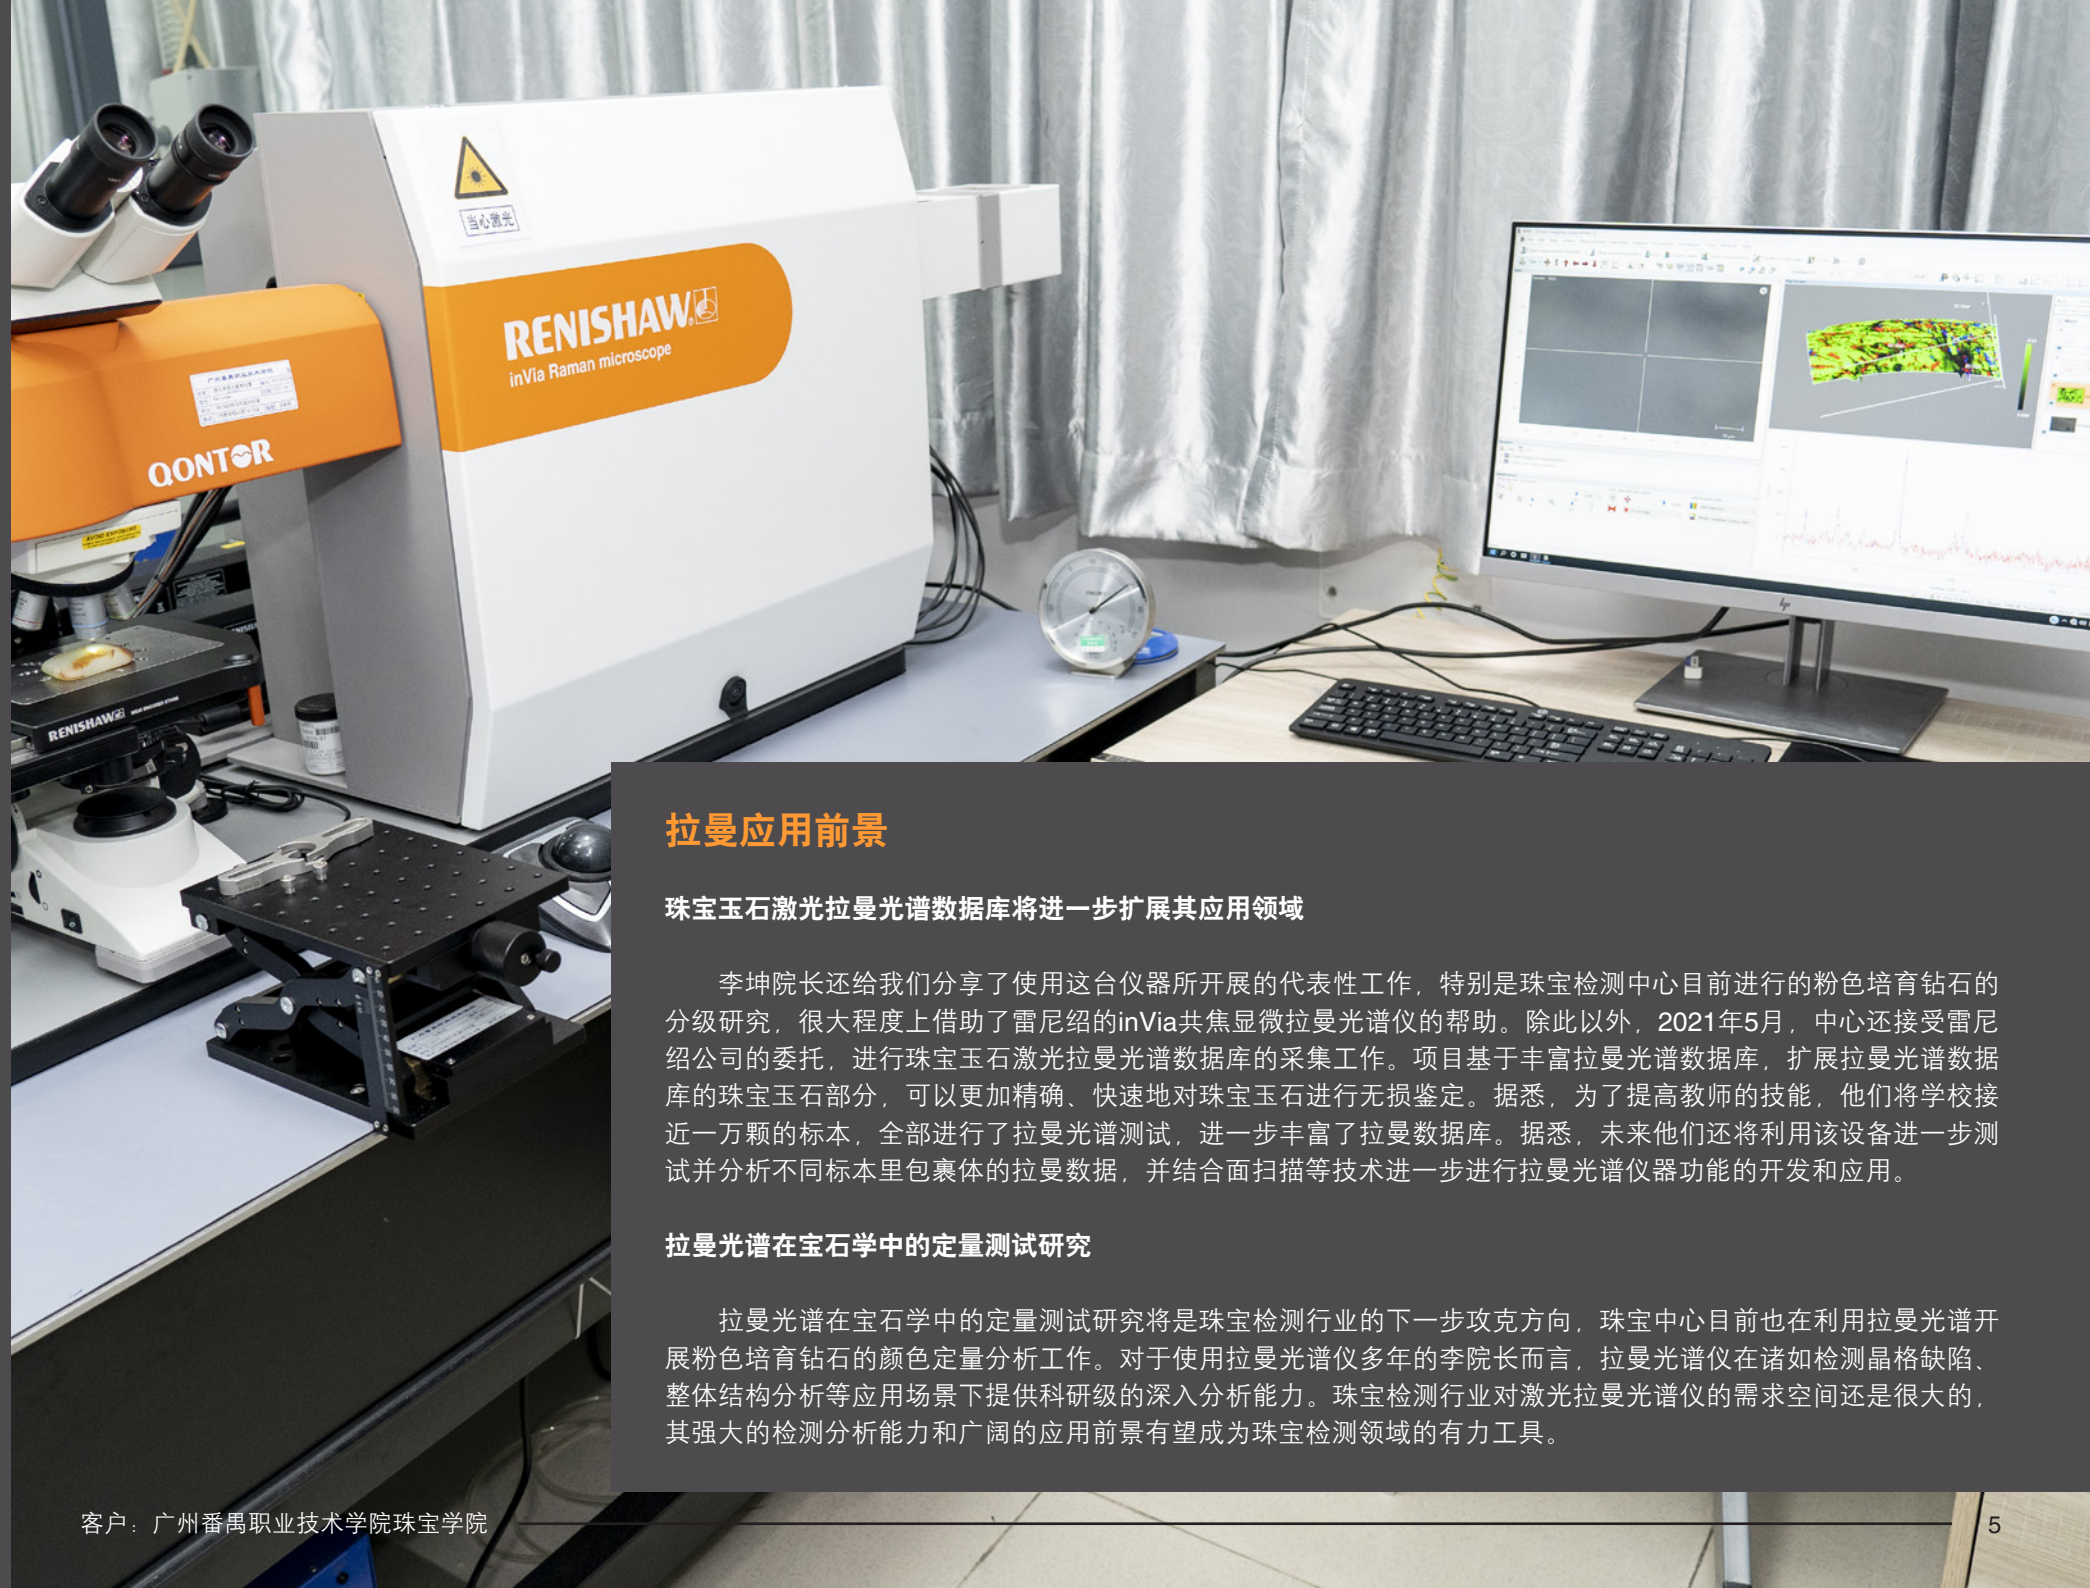 当心激光
RENISHAW
inVia Raman microscope
QONTOR
AVOID EXPOSURE
RENISHAW
hp
拉曼应用前景
珠宝玉石激光拉曼光谱数据库将进一步扩展其应用领域
李坤院长还给我们分享了使用这台仪器所开展的代表性工作，特别是珠宝检测中心目前进行的粉色培育钻石的
分级研究，很大程度上借助了雷尼绍的inVia共焦显微拉曼光谱仪的帮助。除此以外，2021年5月，中心还接受雷尼
绍公司的委托，进行珠宝玉石激光拉曼光谱数据库的采集工作。项目基于丰富拉曼光谱数据库，扩展拉曼光谱数据
库的珠宝玉石部分，可以更加精确、快速地对珠宝玉石进行无损鉴定。据悉，为了提高教师的技能，他们将学校接
近一万颗的标本，全部进行了拉曼光谱测试，进一步丰富了拉曼数据库。据悉，未来他们还将利用该设备进一步测
试并分析不同标本里包裹体的拉曼数据，并结合面扫描等技术进一步进行拉曼光谱仪器功能的开发和应用。
拉曼光谱在宝石学中的定量测试研究
拉曼光谱在宝石学中的定量测试研究将是珠宝检测行业的下一步攻克方向，珠宝中心目前也在利用拉曼光谱开
展粉色培育钻石的颜色定量分析工作。对于使用拉曼光谱仪多年的李院长而言，拉曼光谱仪在诸如检测晶格缺陷、
整体结构分析等应用场景下提供科研级的深入分析能力。珠宝检测行业对激光拉曼光谱仪的需求空间还是很大的，
其强大的检测分析能力和广阔的应用前景有望成为珠宝检测领域的有力工具。
客户：广州番禺职业技术学院珠宝学院
5